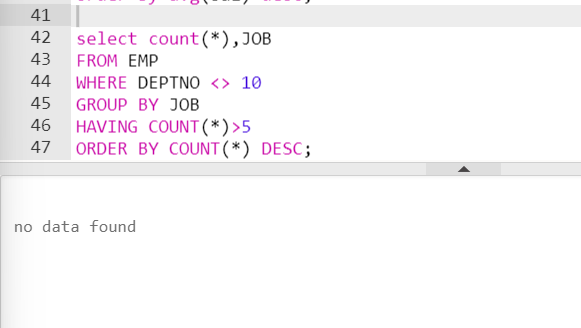 41
42 select count(*),JOB
43 FROM EMP
44 WHERE DEPTNO <> 10
45 GROUP BY JOB
46 HAVING COUNT(*)>5
47 ORDER BY COUNT(*) DESC;
no data found